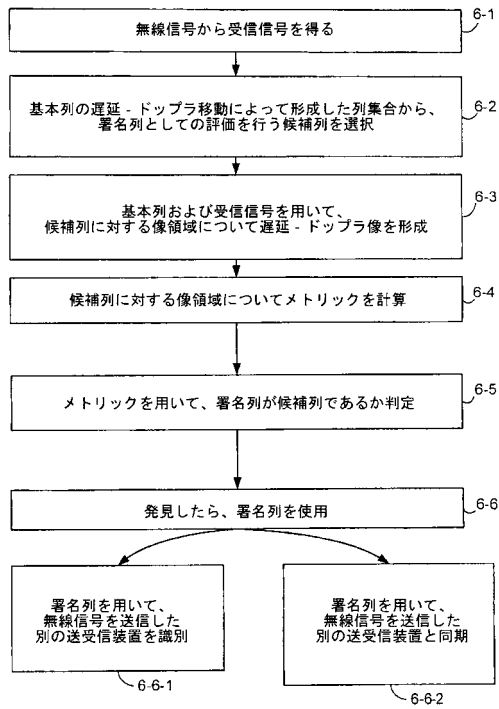 無線信号から受信信号を得る
6-1
基本列の遅延 - ドップラ移動によって形成した列集合から、
署名列としての評価を行う候補列を選択
6-2
基本列および受信信号を用いて、
候補列に対する像領域について遅延 - ドップラ像を形成
6-3
候補列に対する像領域についてメトリックを計算
6-4
メトリックを用いて、署名列が候補列であるか判定
6-5
発見したら、署名列を使用
6-6
署名列を用いて、
無線信号を送信した
別の送受信装置を識別
6-6-1
署名列を用いて、
無線信号を送信した
別の送受信装置と同期
6-6-2